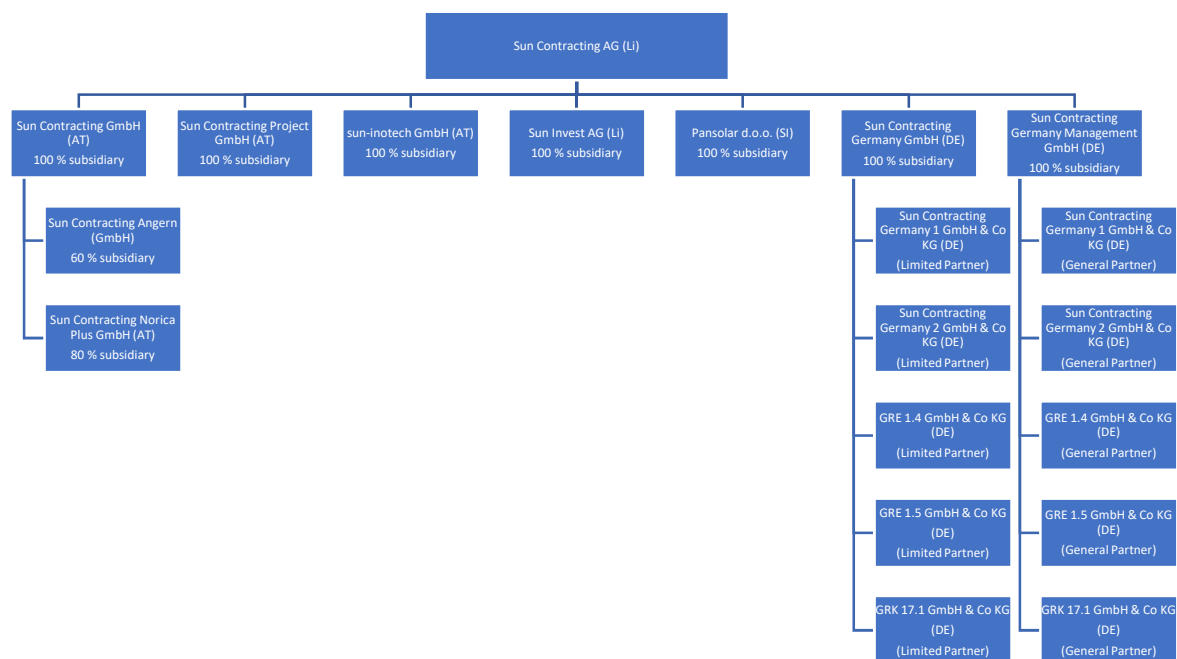 Sun Contracting AG (Li)
Sun Contracting GmbH
(AT)
100 % subsidiary
Sun Contracting Project
GmbH (AT)
100 % subsidiary
sun-inotech GmbH (AT)
100 % subsidiary
Sun Invest AG (Li)
100 % subsidiary
Pansolar d.o.o. (SI)
100 % subsidiary
Sun Contracting
Germany GmbH (DE)
100 % subsidiary
Sun Contracting
Germany Management
GmbH (DE)
100 % subsidiary
Sun Contracting Angern
(GmbH)
60 % subsidiary
Sun Contracting Norica
Plus GmbH (AT)
80 % subsidiary
Sun Contracting
Germany 1 GmbH & Co
KG (DE)
(Limited Partner)
Sun Contracting
Germany 2 GmbH & Co
KG (DE)
(Limited Partner)
GRE 1.4 GmbH & Co KG
(DE)
(Limited Partner)
GRE 1.5 GmbH & Co KG
(DE)
(Limited Partner)
GRK 17.1 GmbH & Co KG
(DE)
(Limited Partner)
Sun Contracting
Germany 1 GmbH & Co
KG (DE)
(General Partner)
Sun Contracting
Germany 2 GmbH & Co
KG (DE)
(General Partner)
GRE 1.4 GmbH & Co KG
(DE)
(General Partner)
GRE 1.5 GmbH & Co KG
(DE)
(General Partner)
GRK 17.1 GmbH & Co KG
(DE)
(General Partner)